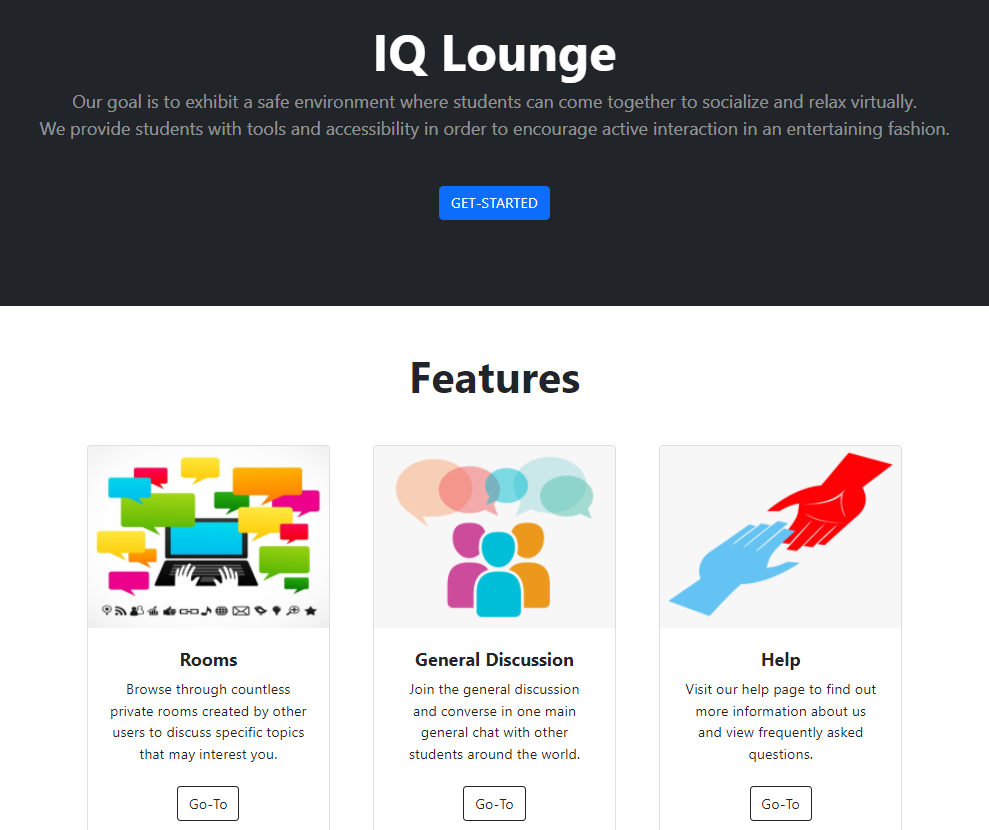 IQ Lounge
Our goal is to exhibit a safe environment where students can come together to socialize and relax virtually.
We provide students with tools and accessibility in order to encourage active interaction in an entertaining fashion.
GET-STARTED
Features
Rooms
Browse through countless
private rooms created by other
users to discuss specific topics
that may interest you.
Go-To
General Discussion
Join the general discussion
and converse in one main
general chat with other
students around the world.
Go-To
Help
Visit our help page to find out
more information about us
and view frequently asked
questions.
Go-To